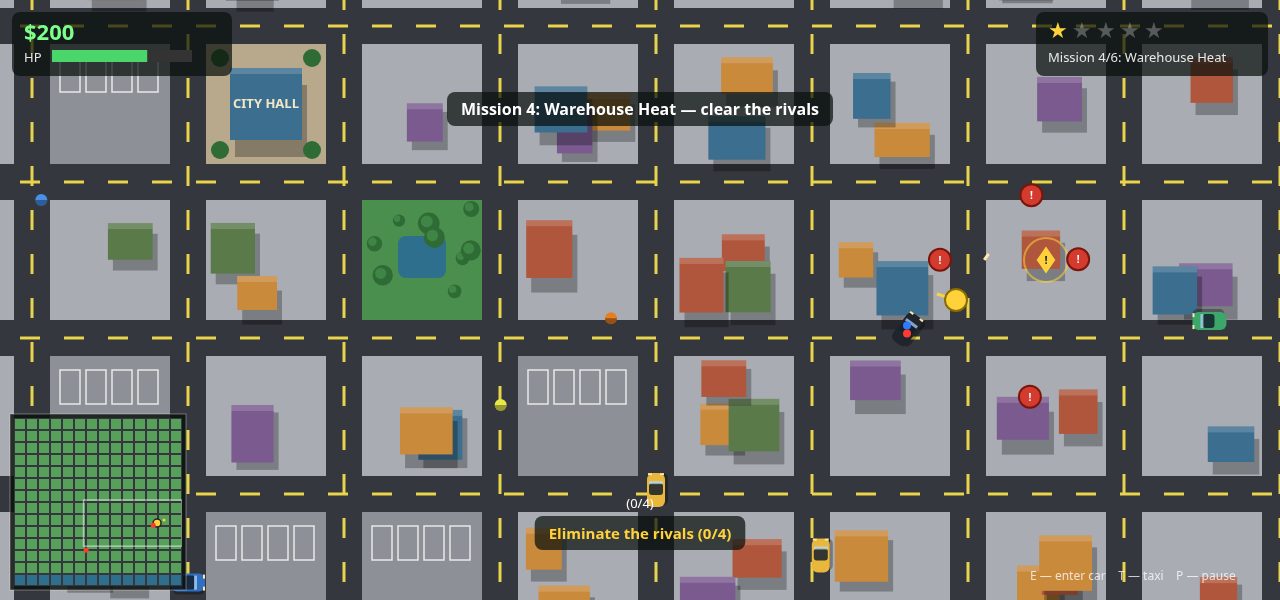 $200
HP
Mission 4/6: Warehouse Heat
CITY HALL
Mission 4: Warehouse Heat — clear the rivals
!
!
!
!
!
(0/4)
Eliminate the rivals (0/4)
E — enter car T — taxi P — pause